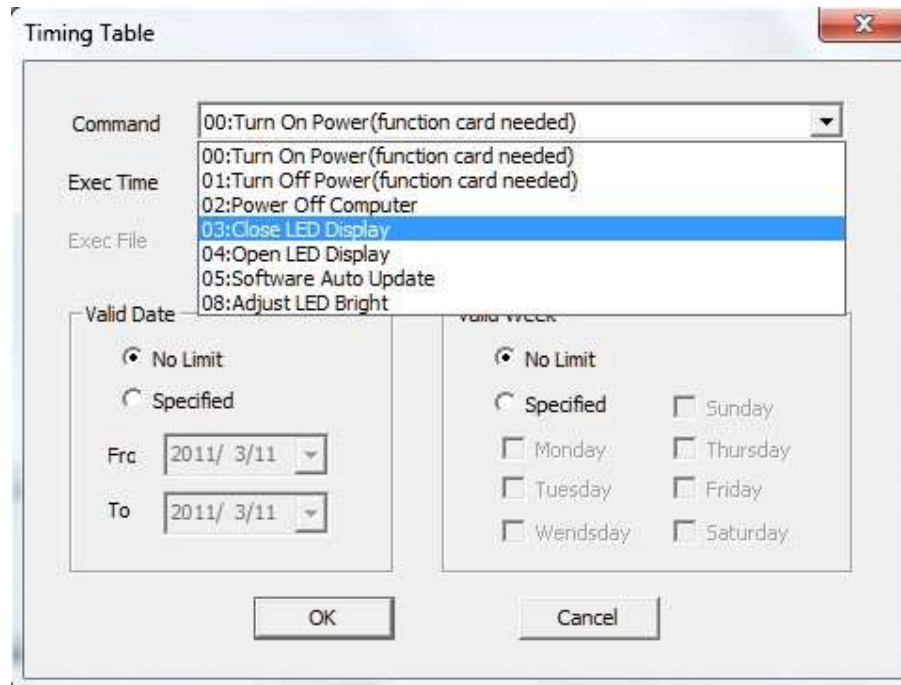 Timing Table
Command 00:Turn On Power(function card needed)
00:Turn On Power(function card needed)
Exec Time 01:Turn Off Power(function card needed)
02:Power Off Computer
Exec File 03:Close LED Display
04:Open LED Display
05:Software Auto Update
08:Adjust LED Bright
Valid Date Valid Week
No Limit No Limit
Specified Specified Sunday
Frc 2011/ 3/11 Monday Thursday
Tuesday Friday
To 2011/ 3/11 Wendsday Saturday
OK Cancel